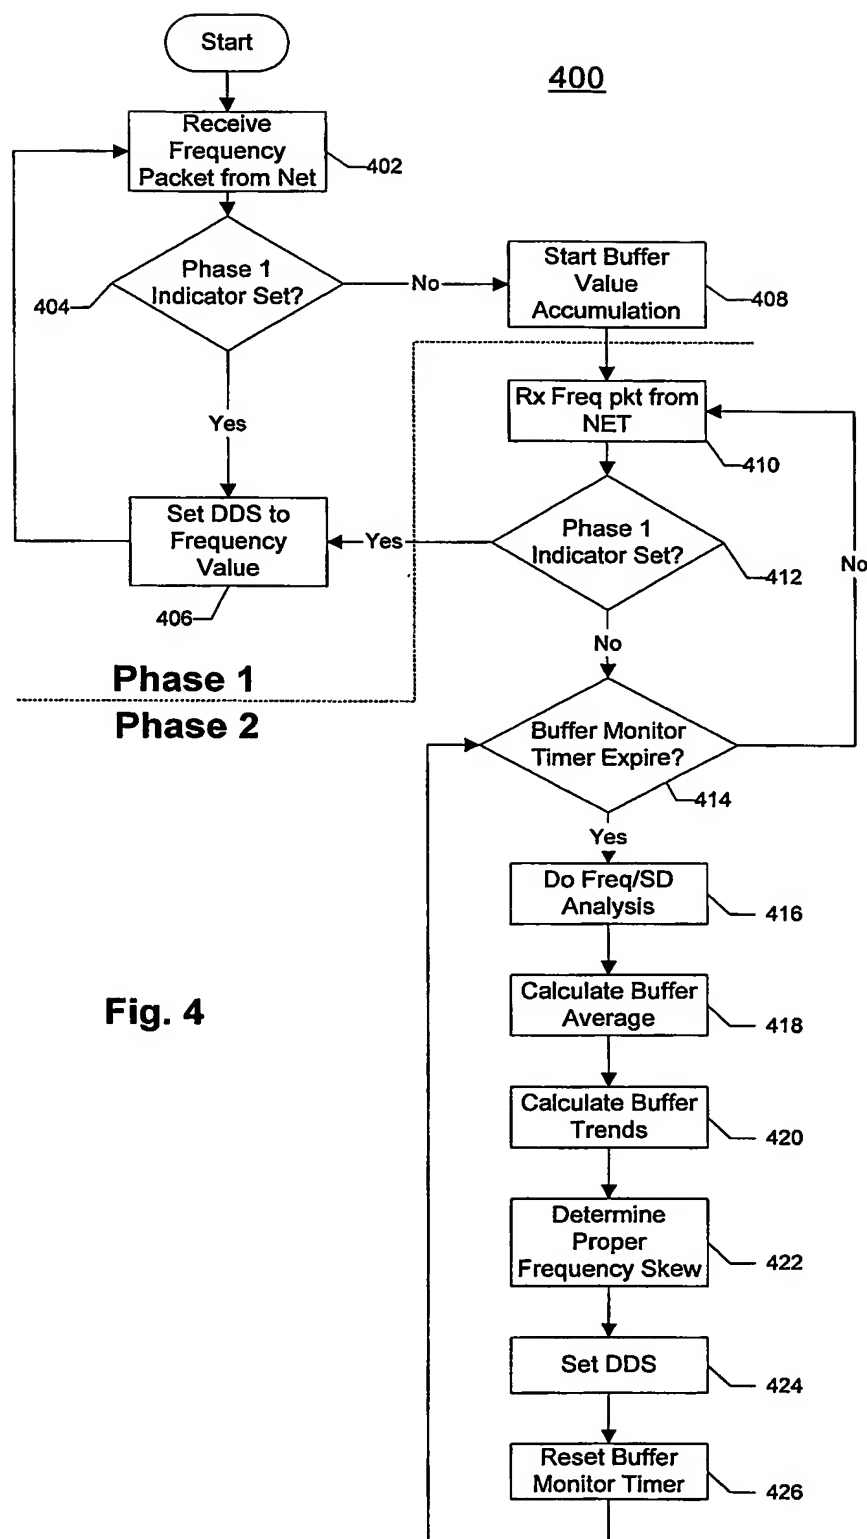 Start
400
Receive
Frequency
Packet from Net
402
Phase 1
Indicator Set?
404
No
Start Buffer
Value
Accumulation
408
Yes
Rx Freq pkt from
NET
410
Set DDS to
Frequency
Value
406
Yes
Phase 1
Indicator Set?
412
No
No
Phase 1
Phase 2
Buffer Monitor
Timer Expire?
414
Yes
Do Freq/SD
Analysis
416
Calculate Buffer
Average
418
Fig. 4
Calculate Buffer
Trends
420
Determine
Proper
Frequency Skew
422
Set DDS
424
Reset Buffer
Monitor Timer
426